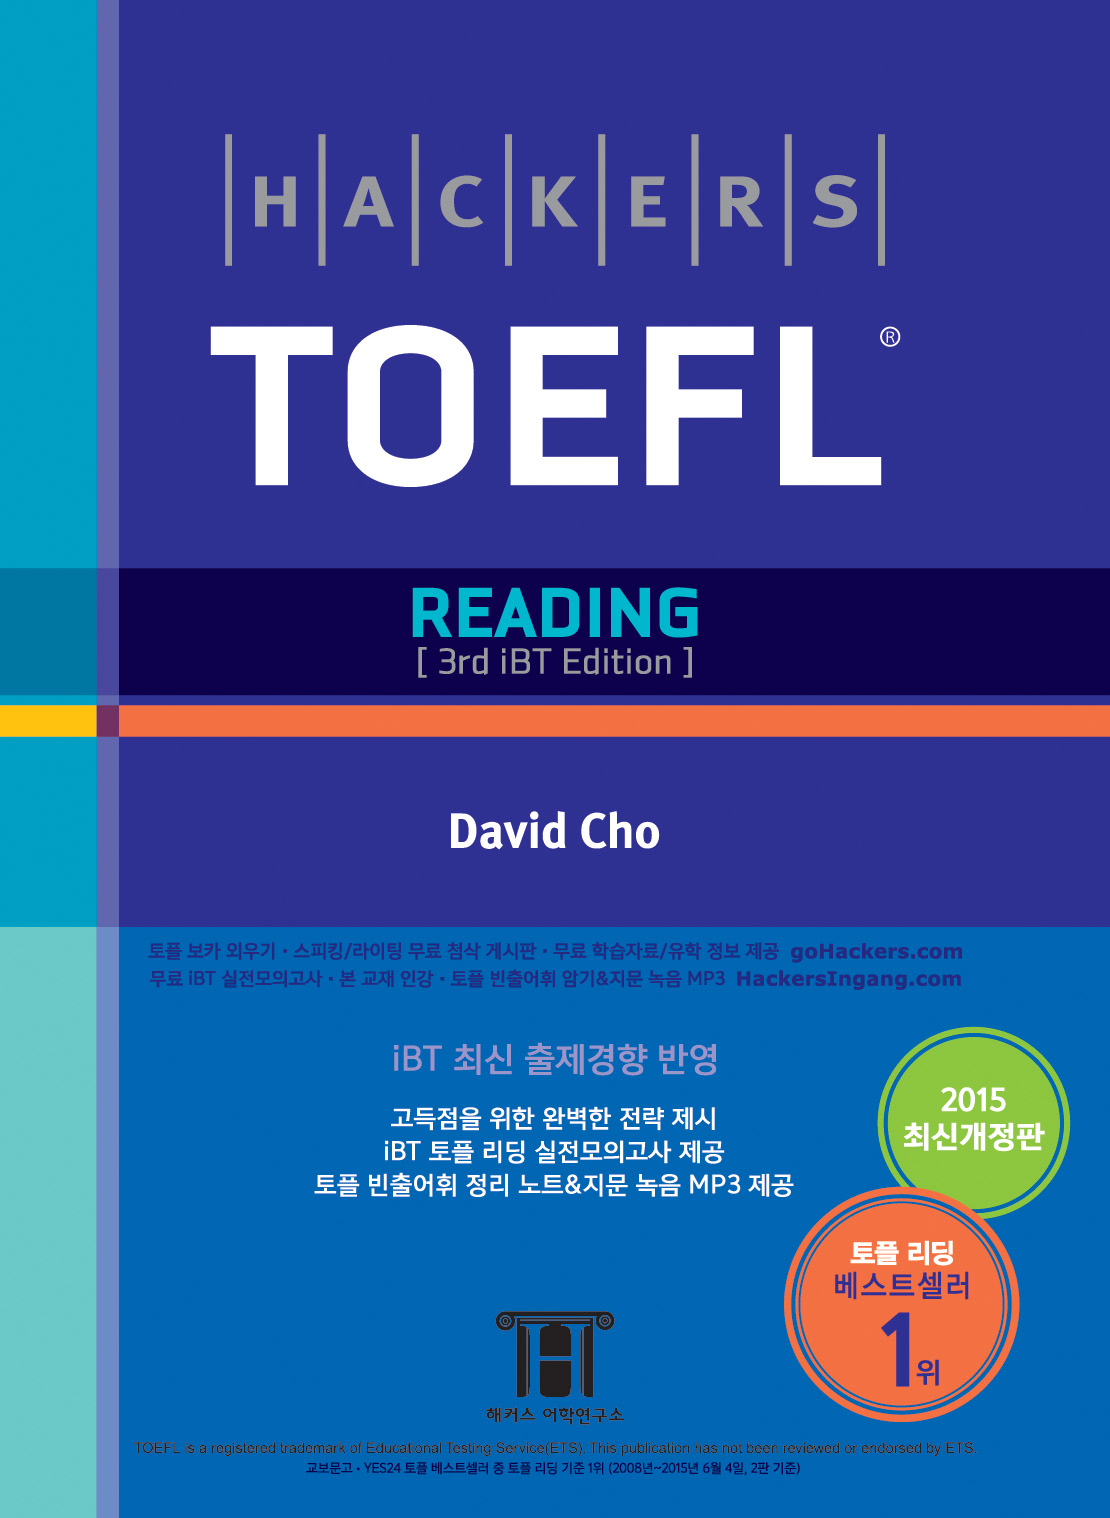 HACKERS
TOEFL®
READING
[ 3rd iBT Edition ]
David Cho
토플 보카 외우기 · 스피킹/라이팅 무료 첨삭 게시판 · 무료 학습자료/유학 정보 제공 goHackers.com
무료 iBT 실전모의고사 · 본 교재 인강 · 토플 빈출어휘 암기&지문 녹음 MP3 HackersIngang.com
iBT 최신 출제경향 반영
고득점을 위한 완벽한 전략 제시
iBT 토플 리딩 실전모의고사 제공
토플 빈출어휘 정리 노트&지문 녹음 MP3 제공
2015
최신개정판
토플 리딩
베스트셀러
1위
해커스 어학연구소
TOEFL is a registered trademark of Educational Testing Service(ETS). This publication has not been reviewed or endorsed by ETS.
교보문고 · YES24 토플 베스트셀러 중 토플 리딩 기준 1위 (2008년~2015년 6월 4일, 2판 기준)